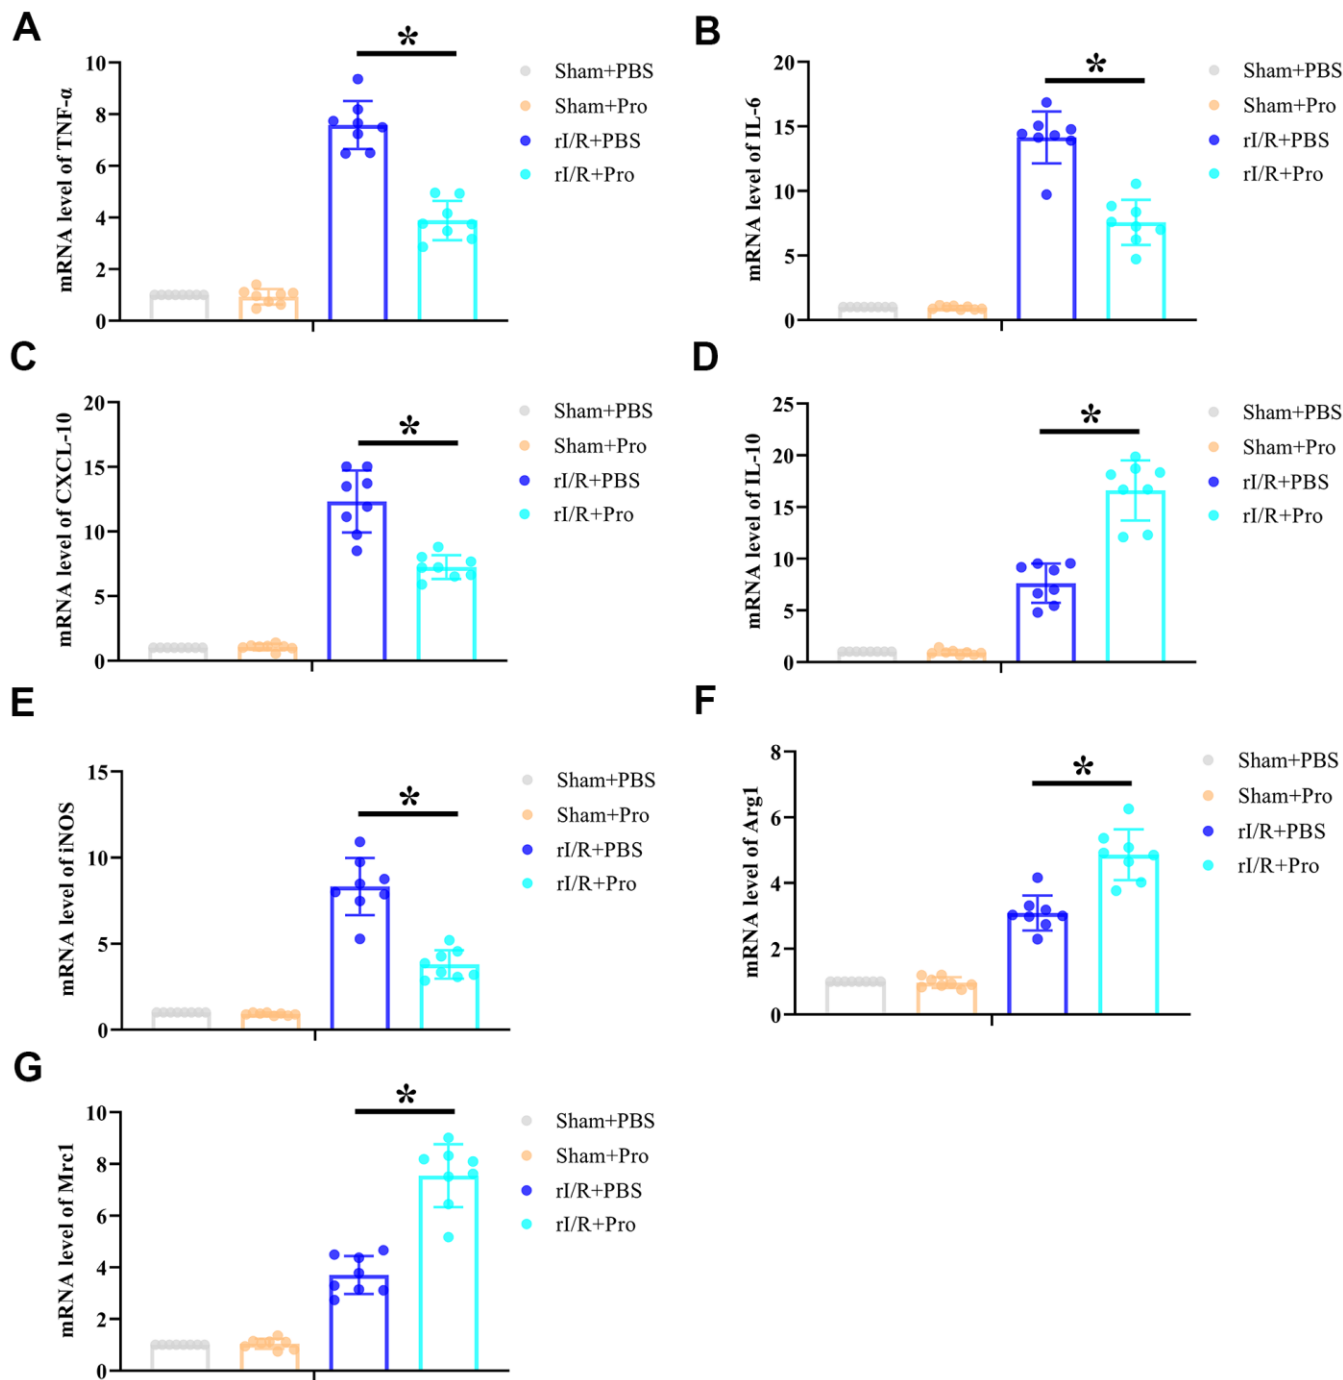 A
mRNA level of TNF-α
10
8
6
4
2
0
*
Sham+PBS
Sham+Pro
rI/R+PBS
rI/R+Pro
B
mRNA level of IL-6
20
15
10
5
0
*
Sham+PBS
Sham+Pro
rI/R+PBS
rI/R+Pro
C
mRNA level of CXCL-10
20
15
10
5
0
*
Sham+PBS
Sham+Pro
rI/R+PBS
rI/R+Pro
D
mRNA level of IL-10
25
20
15
10
5
0
*
Sham+PBS
Sham+Pro
rI/R+PBS
rI/R+Pro
E
mRNA level of iNOS
15
10
5
0
*
Sham+PBS
Sham+Pro
rI/R+PBS
rI/R+Pro
F
mRNA level of Arg1
8
6
4
2
0
*
Sham+PBS
Sham+Pro
rI/R+PBS
rI/R+Pro
G
mRNA level of Mrc1
10
8
6
4
2
0
*
Sham+PBS
Sham+Pro
rI/R+PBS
rI/R+Pro